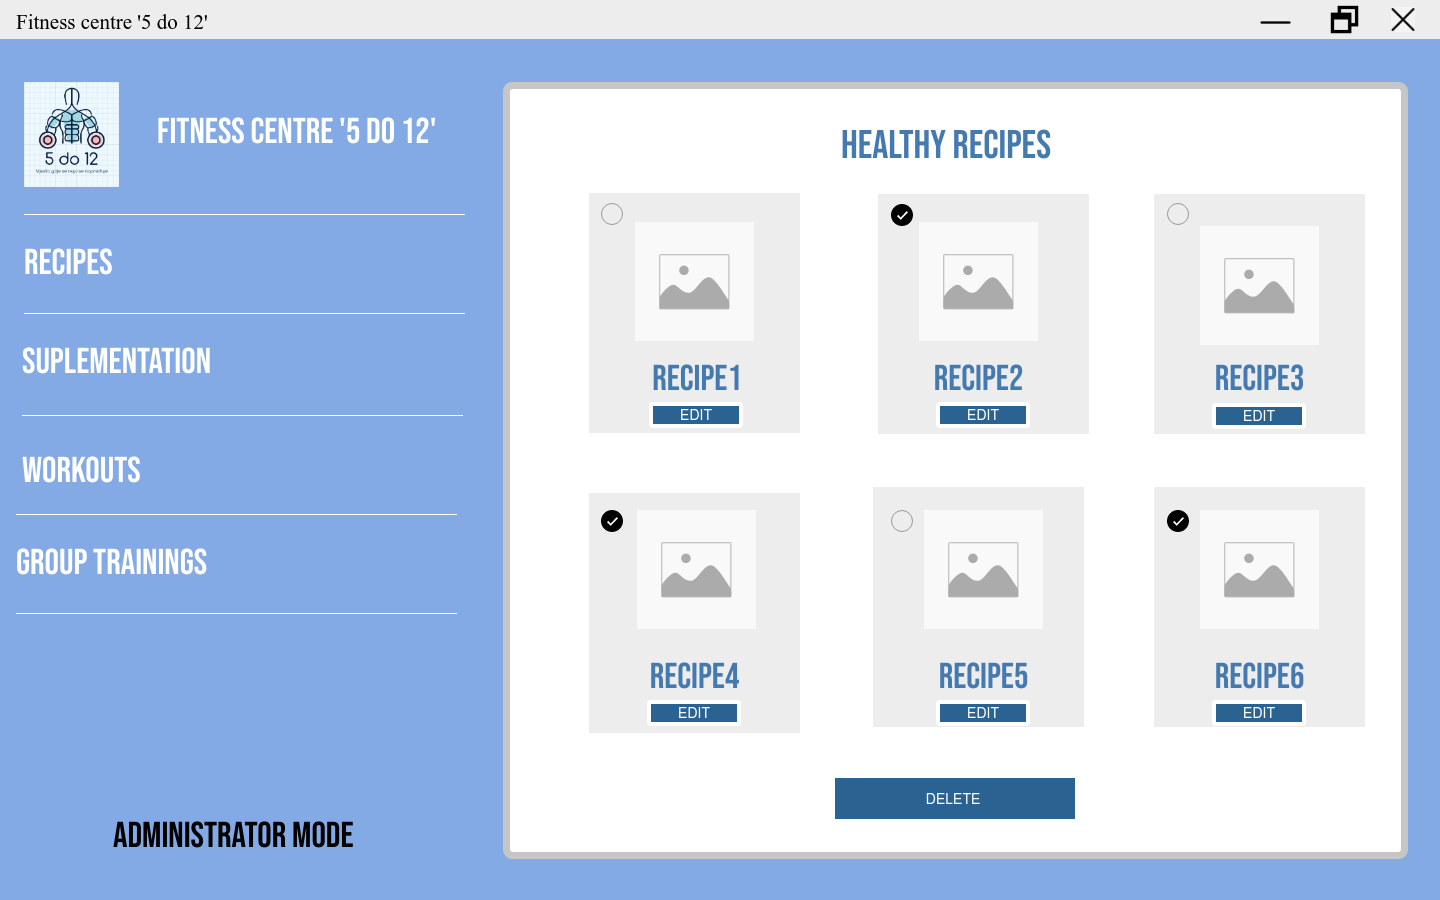 Fitness centre '5 do 12'
5 do 12
FITNESS CENTRE '5 DO 12'
RECIPES
SUPLEMENTATION
WORKOUTS
GROUP TRAININGS
ADMINISTRATOR MODE
HEALTHY RECIPES
RECIPE1
EDIT
RECIPE2
EDIT
RECIPE3
EDIT
RECIPE4
EDIT
RECIPE5
EDIT
RECIPE6
EDIT
DELETE